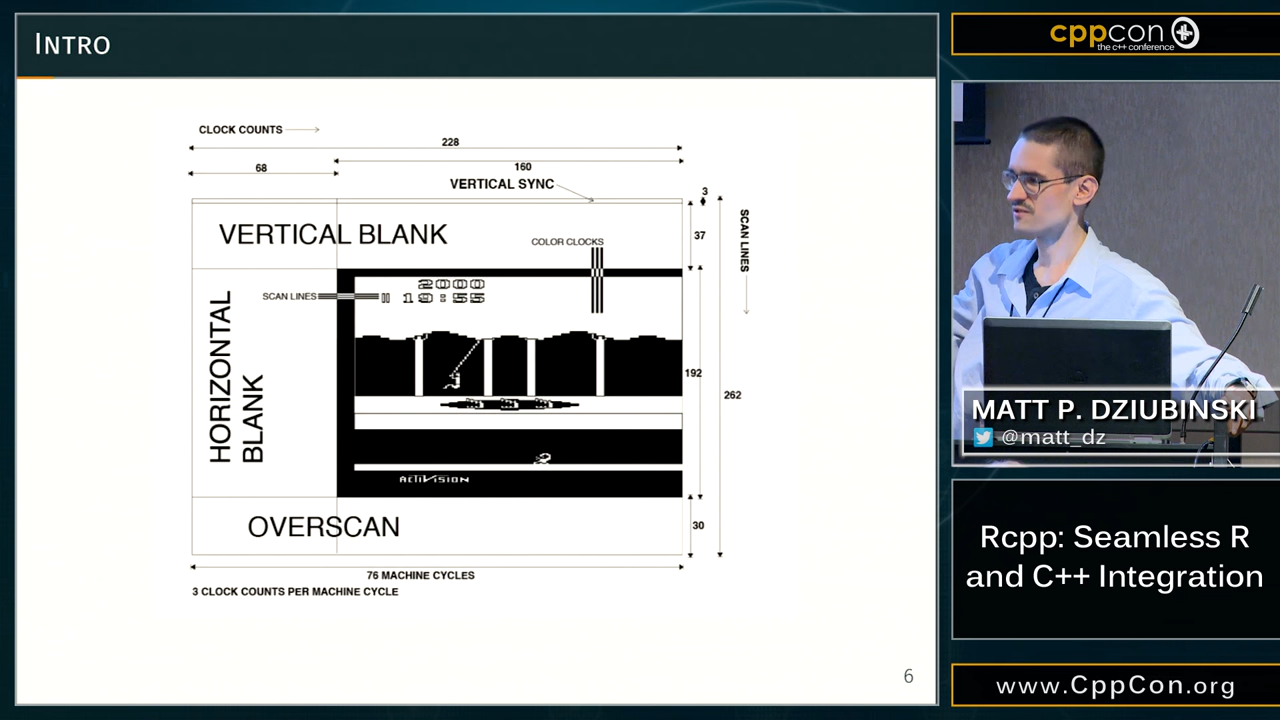 INTRO
CLOCK COUNTS
228
68
160
VERTICAL SYNC
3
VERTICAL BLANK
37
SCAN LINES
COLOR CLOCKS
SCAN LINES
2000
19:55
HORIZONTAL
BLANK
192
262
ACTIVISION
OVERSCAN
30
76 MACHINE CYCLES
3 CLOCK COUNTS PER MACHINE CYCLE
6
cppcon
the c++ conference
MATT P. DZIUBINSKI
@matt_dz
Rcpp: Seamless R
and C++ Integration
www.CppCon.org